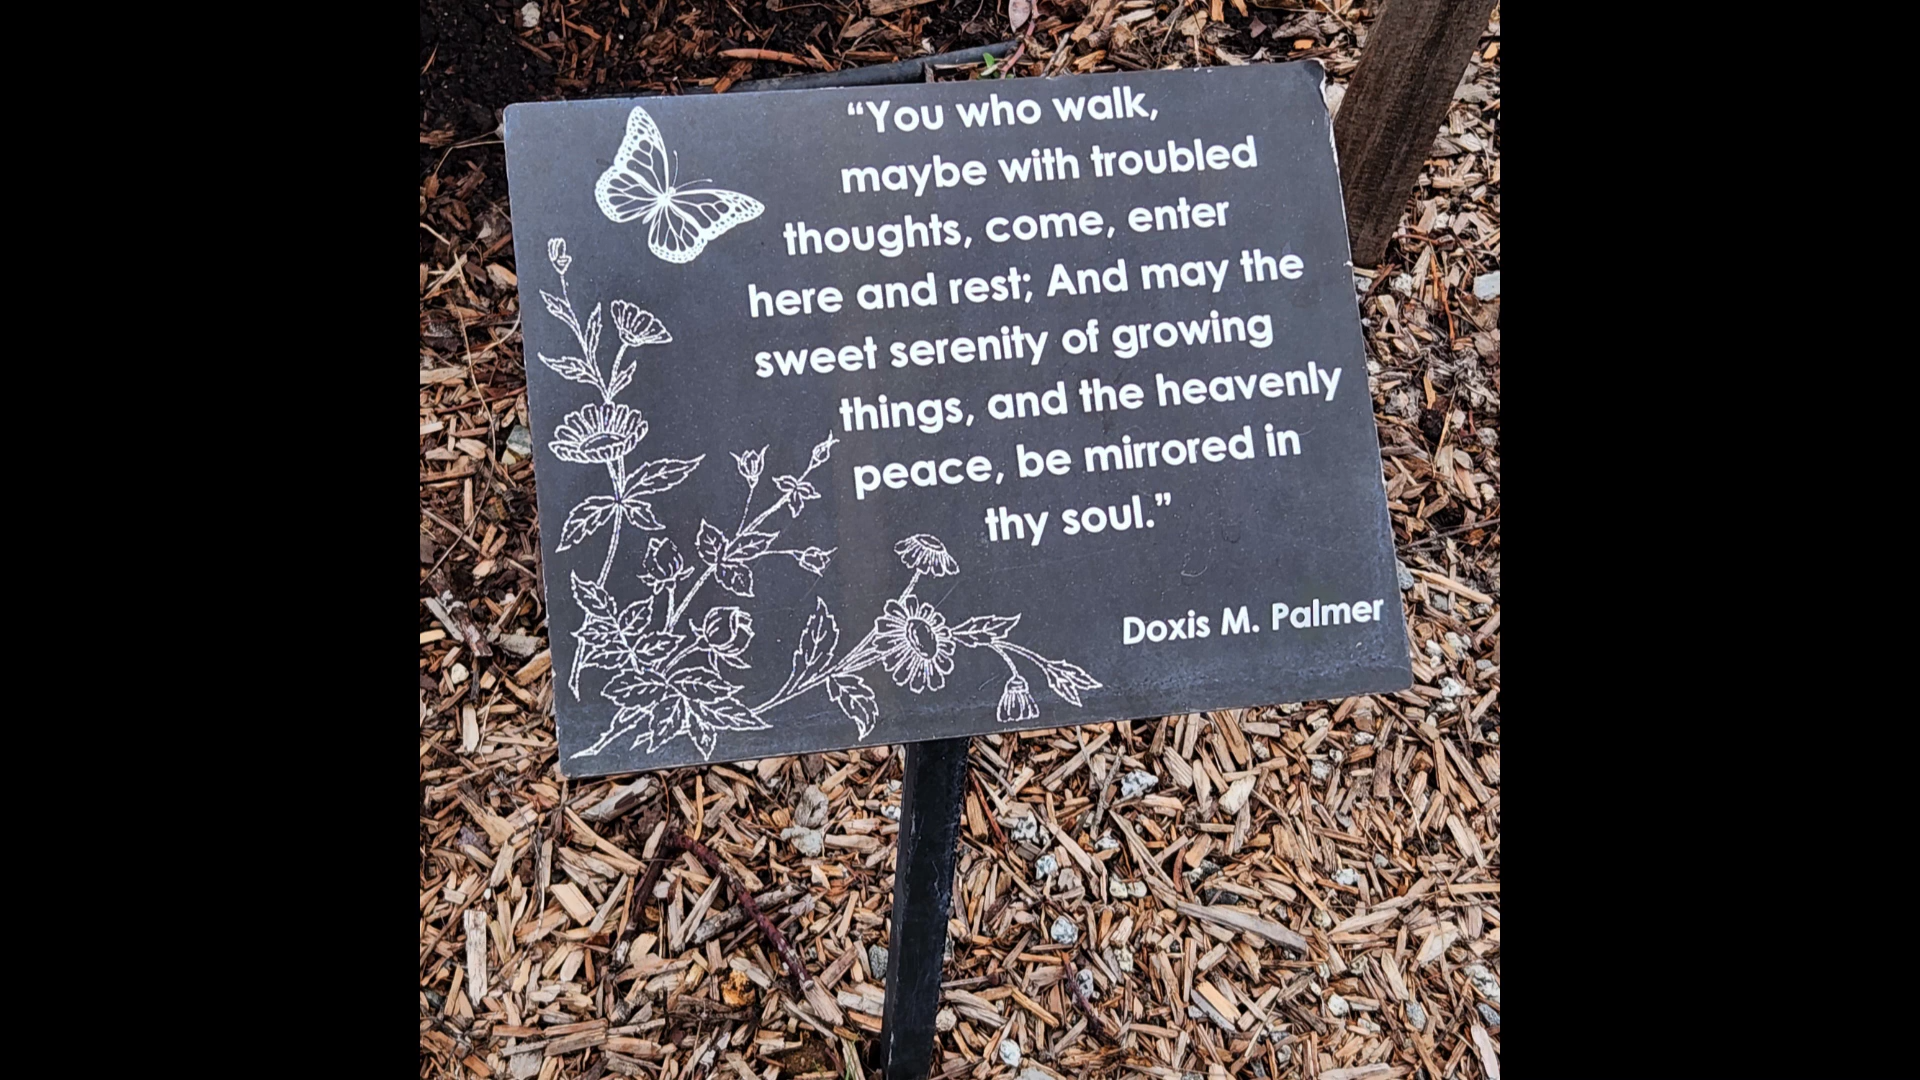 “You who walk,
maybe with troubled
thoughts, come, enter
here and rest; And may the
sweet serenity of growing
things, and the heavenly
peace, be mirrored in
thy soul.”
Doxis M. Palmer